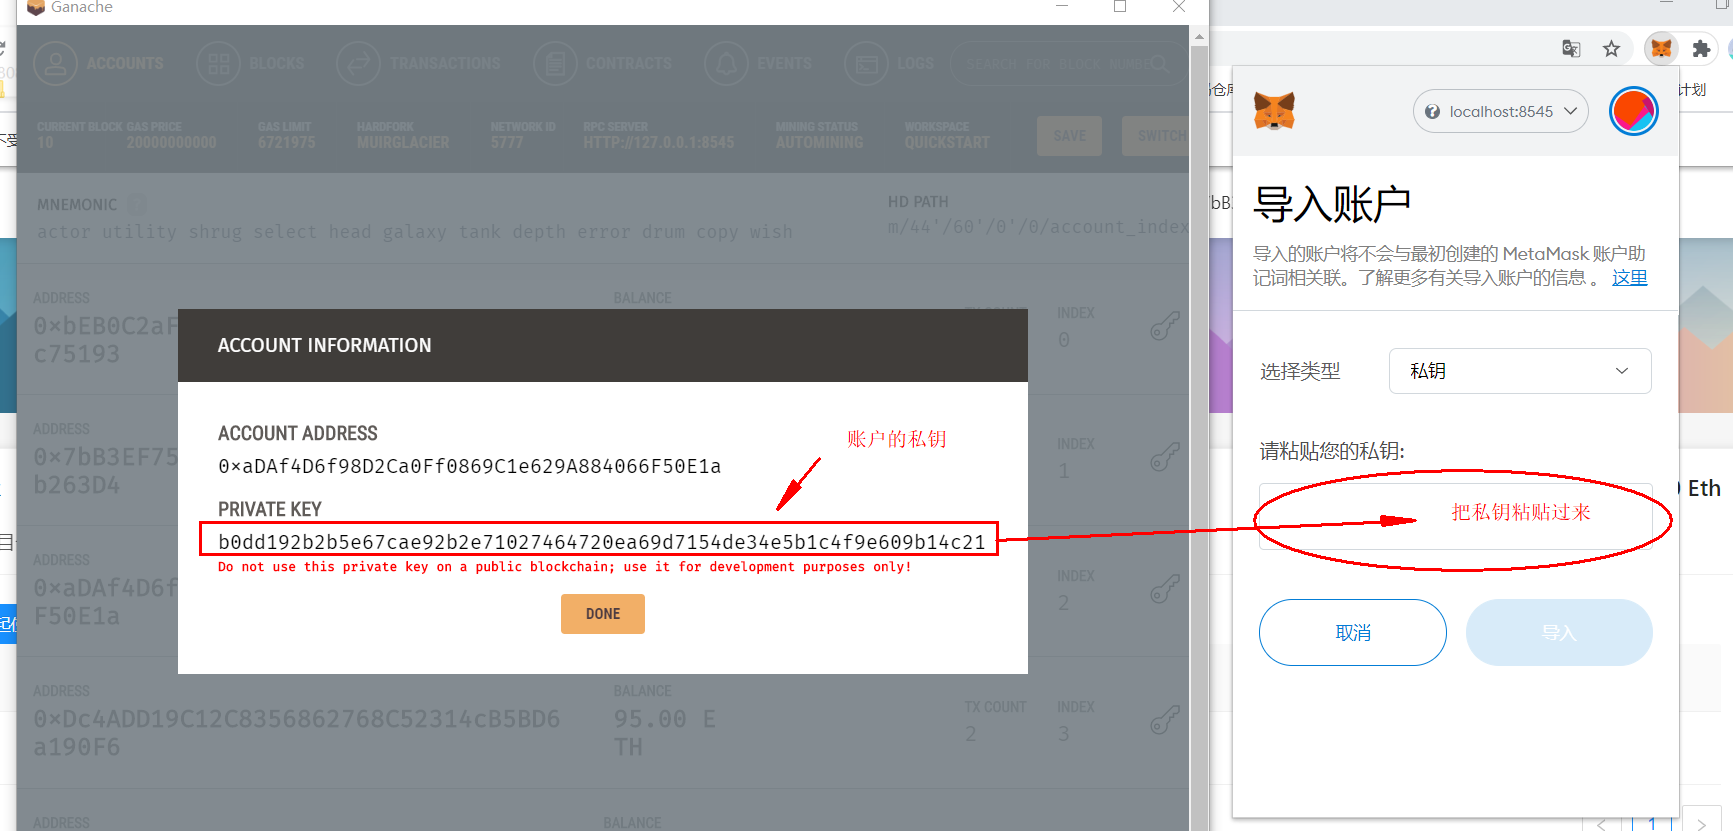 Ganache
ACCOUNTS
BLOCKS
TRANSACTIONS
CONTRACTS
EVENTS
LOGS
SEARCH FOR BLOCK NUMBE
CURRENT BLOCK
10
GAS PRICE
20000000000
GAS LIMIT
6721975
HARDFORK
MUIRGLACIER
NETWORK ID
5777
RPC SERVER
HTTP://127.0.0.1:8545
MINING STATUS
AUTOMINING
WORKSPACE
QUICKSTART
SAVE
SWITCH
MNEMONIC ?
actor utility shrug select head galaxy tank depth error drum copy wish
HD PATH
m/44'/60'/0'/0/account_index
ADDRESS
0×bEB0C2aF
c75193
BALANCE
INDEX
0
ADDRESS
0×7bB3EF75
b263D4
INDEX
1
ADDRESS
0×aDAf4D6f
F50E1a
INDEX
2
ADDRESS
0×Dc4ADD19C12C8356862768C52314cB5BD6
a190F6
BALANCE
95.00 E
TH
TX COUNT
2
INDEX
3
ADDRESS
BALANCE
ACCOUNT INFORMATION
ACCOUNT ADDRESS
0×aDAf4D6f98D2Ca0Ff0869C1e629A884066F50E1a
PRIVATE KEY
b0dd192b2b5e67cae92b2e71027464720ea69d7154de34e5b1c4f9e609b14c21
Do not use this private key on a public blockchain; use it for development purposes only!
DONE
账户的私钥
localhost:8545
导入账户
导入的账户将不会与最初创建的 MetaMask 账户助
记词相关联。了解更多有关导入账户的信息 。 这里
选择类型
私钥
请粘贴您的私钥:
把私钥粘贴过来
取消
导入
计划
Eth
1